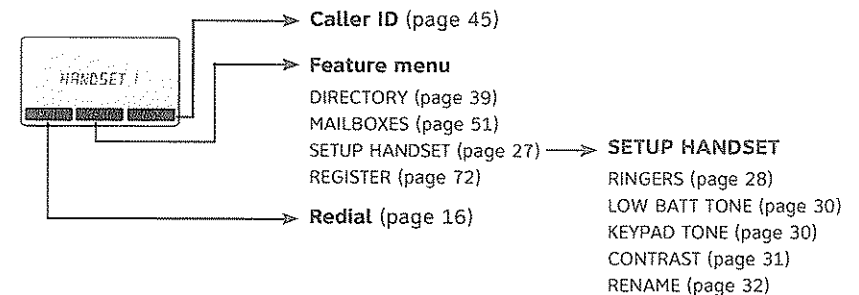 Caller ID (page 45)
HANDSET 1
Feature menu
DIRECTORY (page 39)
MAILBOXES (page 51)
SETUP HANDSET (page 27)
REGISTER (page 72)
Redial (page 16)
SETUP HANDSET
RINGERS (page 28)
LOW BATT TONE (page 30)
KEYPAD TONE (page 30)
CONTRAST (page 31)
RENAME (page 32)